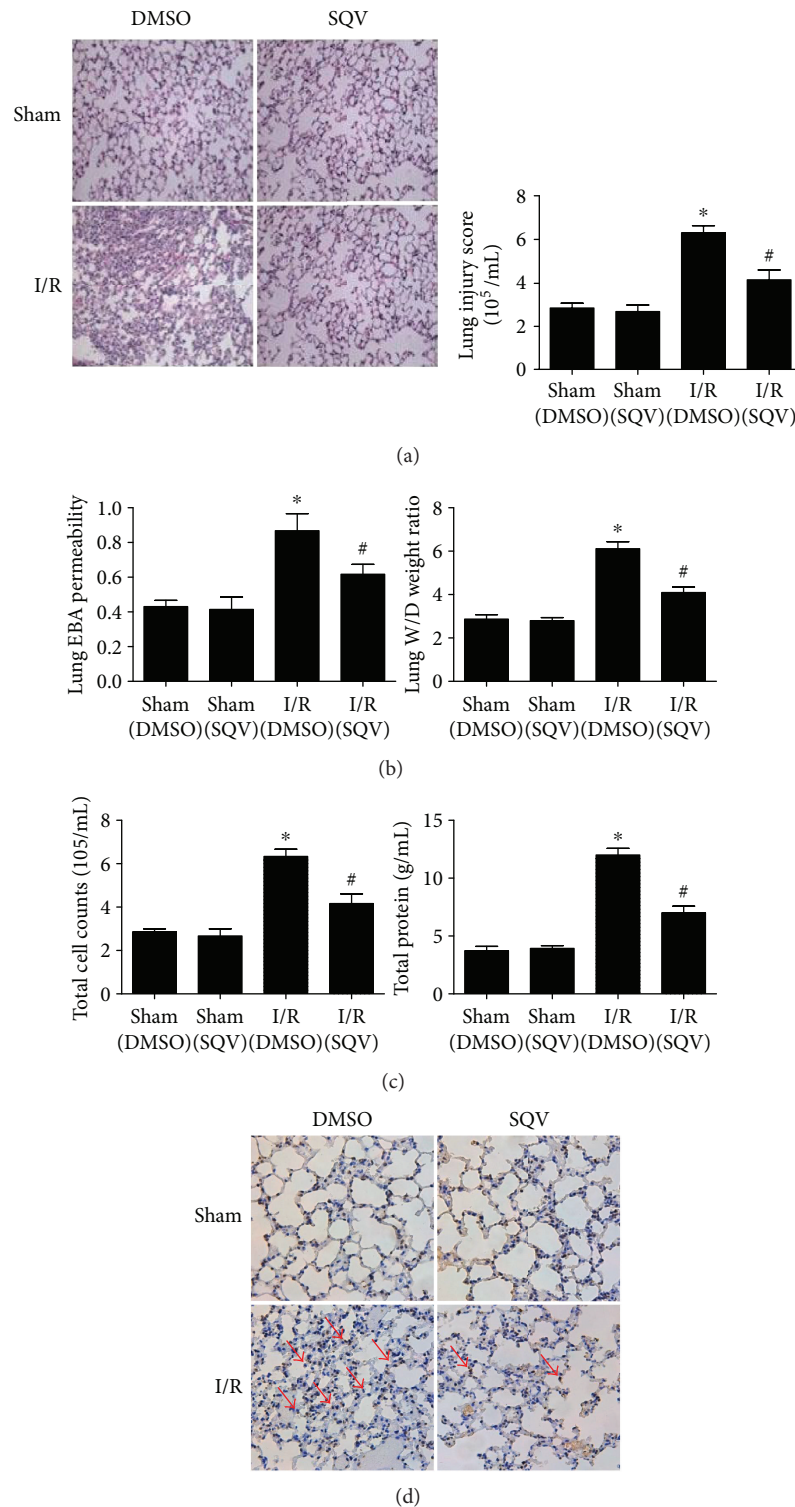 DMSO SQV
Sham
I/R
Lung injury score
(10⁵/mL)
8
6
4
2
0
*
#
Sham Sham I/R I/R
(DMSO)(SQV)(DMSO)(SQV)
(a)
Lung EBA permeability
1.0
0.8
0.6
0.4
0.2
0.0
*
#
Sham Sham I/R I/R
(DMSO)(SQV)(DMSO)(SQV)
Lung W/D weight ratio
8
6
4
2
0
*
#
Sham Sham I/R I/R
(DMSO)(SQV)(DMSO)(SQV)
(b)
Total cell counts (105/mL)
8
6
4
2
0
*
#
Sham Sham I/R I/R
(DMSO)(SQV)(DMSO)(SQV)
Total protein (g/mL)
15
10
5
0
*
#
Sham Sham I/R I/R
(DMSO)(SQV)(DMSO)(SQV)
(c)
DMSO SQV
Sham
I/R
(d)